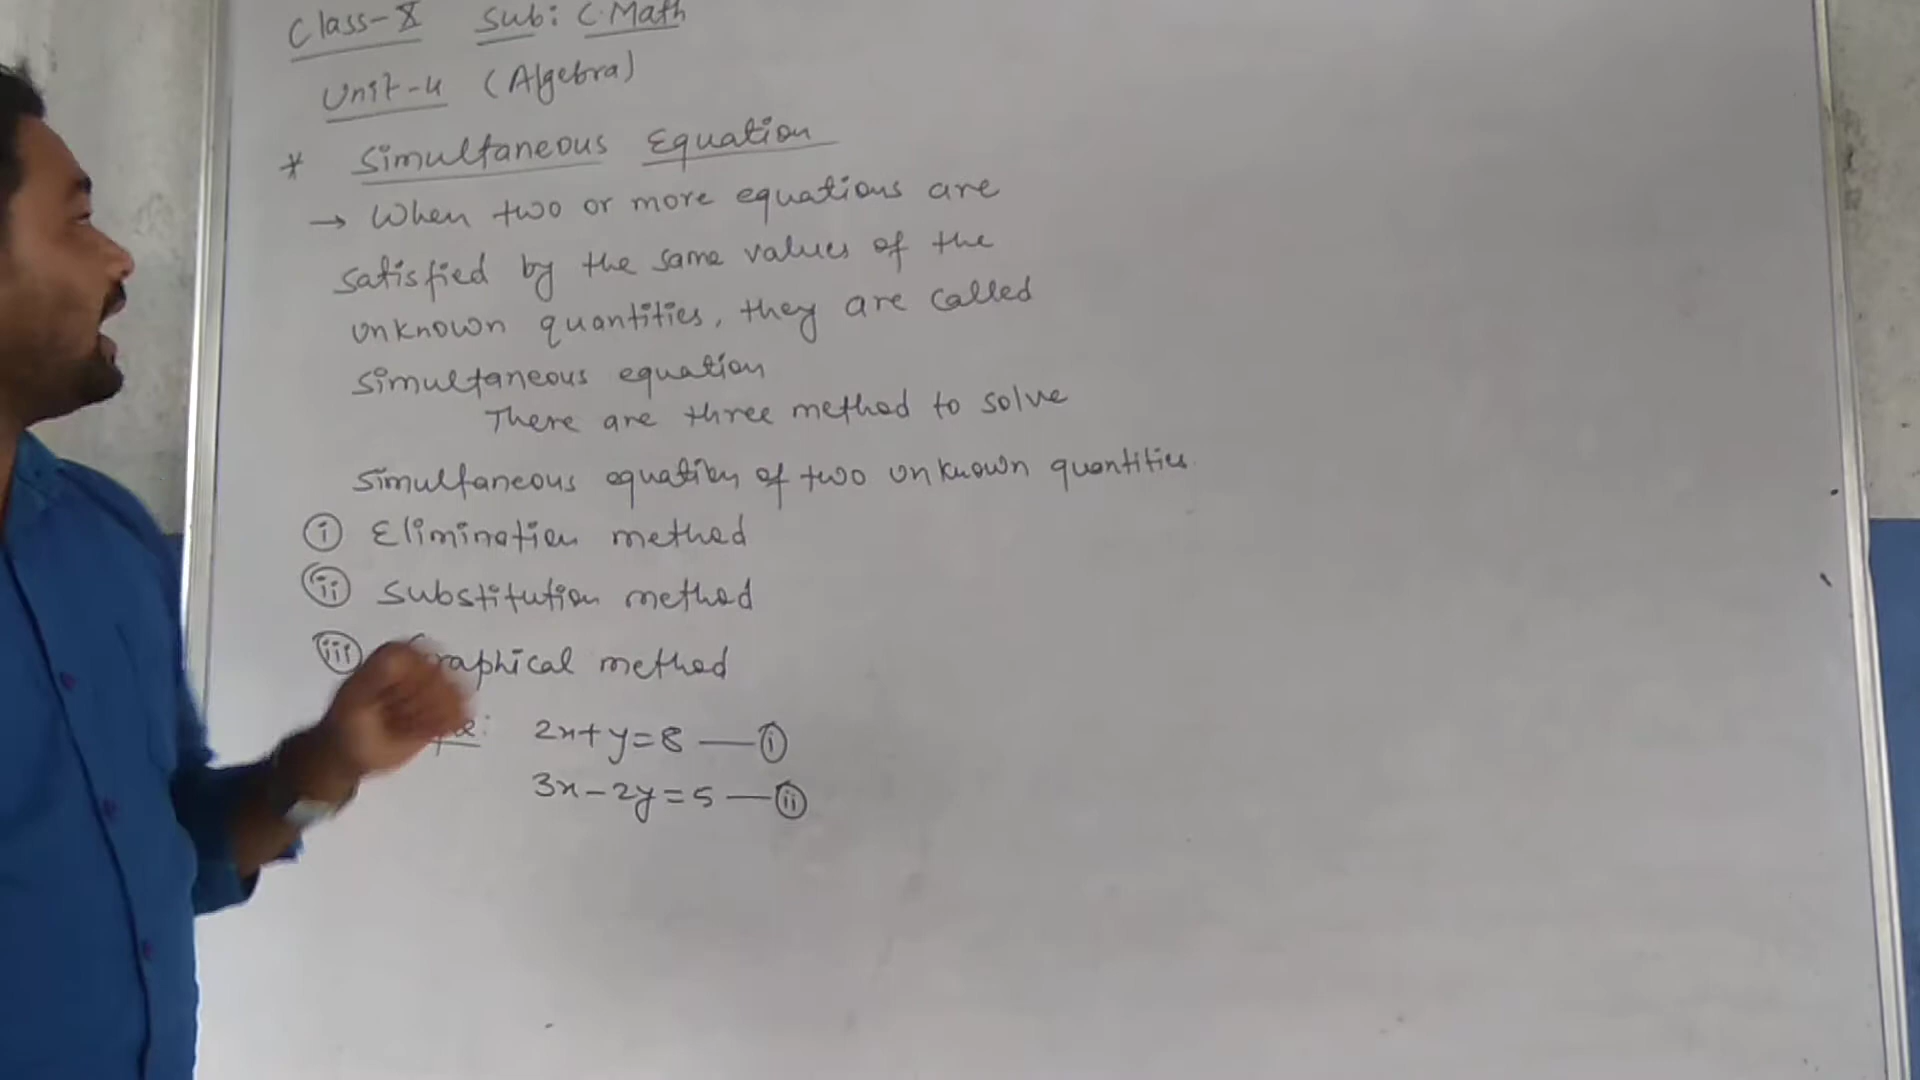 Class-X Sub: C.Math
Unit-4 (Algebra)
* Simultaneous Equation
→ When two or more equations are
satisfied by the same values of the
unknown quantities, they are called
simultaneous equation
There are three method to solve
simultaneous equation of two unknown quantities.
(i) Elimination method
(ii) Substitution method
(iii) Graphical method
2x+y=8 —(i)
3x-2y=5 —(ii)